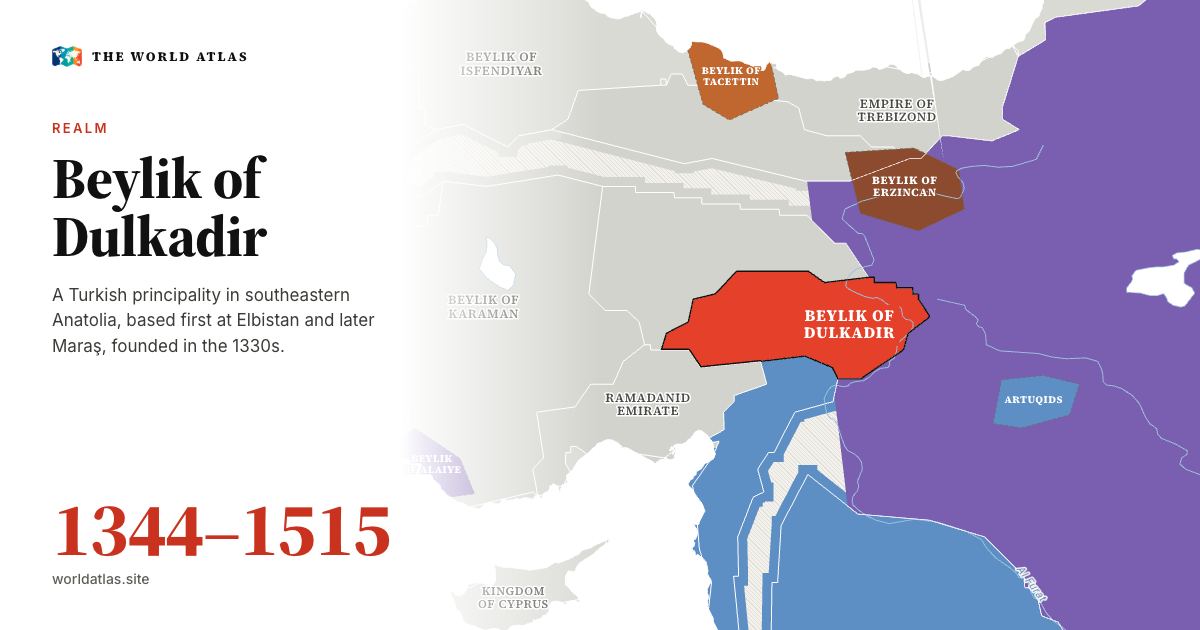 THE WORLD ATLAS
REALM
Beylik of
Dulkadir
A Turkish principality in southeastern
Anatolia, based first at Elbistan and later
Maraş, founded in the 1330s.
1344–1515
worldatlas.site
BEYLIK OF
ISFENDIYAR
BEYLIK OF
TACETTIN
EMPIRE OF
TREBIZOND
BEYLIK OF
ERZINCAN
BEYLIK OF
KARAMAN
BEYLIK OF
DULKADIR
RAMADANID
EMIRATE
ARTUQIDS
BEYLIK
ALAIYE
KINGDOM
OF CYPRUS
Al Furat